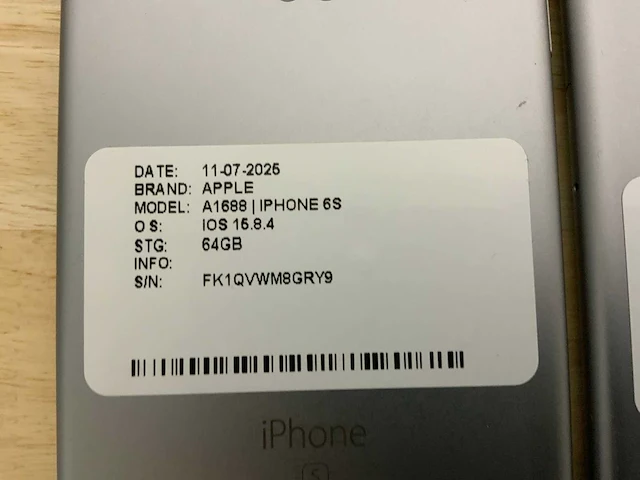 DATE: 11-07-2025
BRAND: APPLE
MODEL: A1688 | IPHONE 6S
O S: IOS 15.8.4
STG: 64GB
INFO:
S/N: FK1QVWM8GRY9
iPhone
S